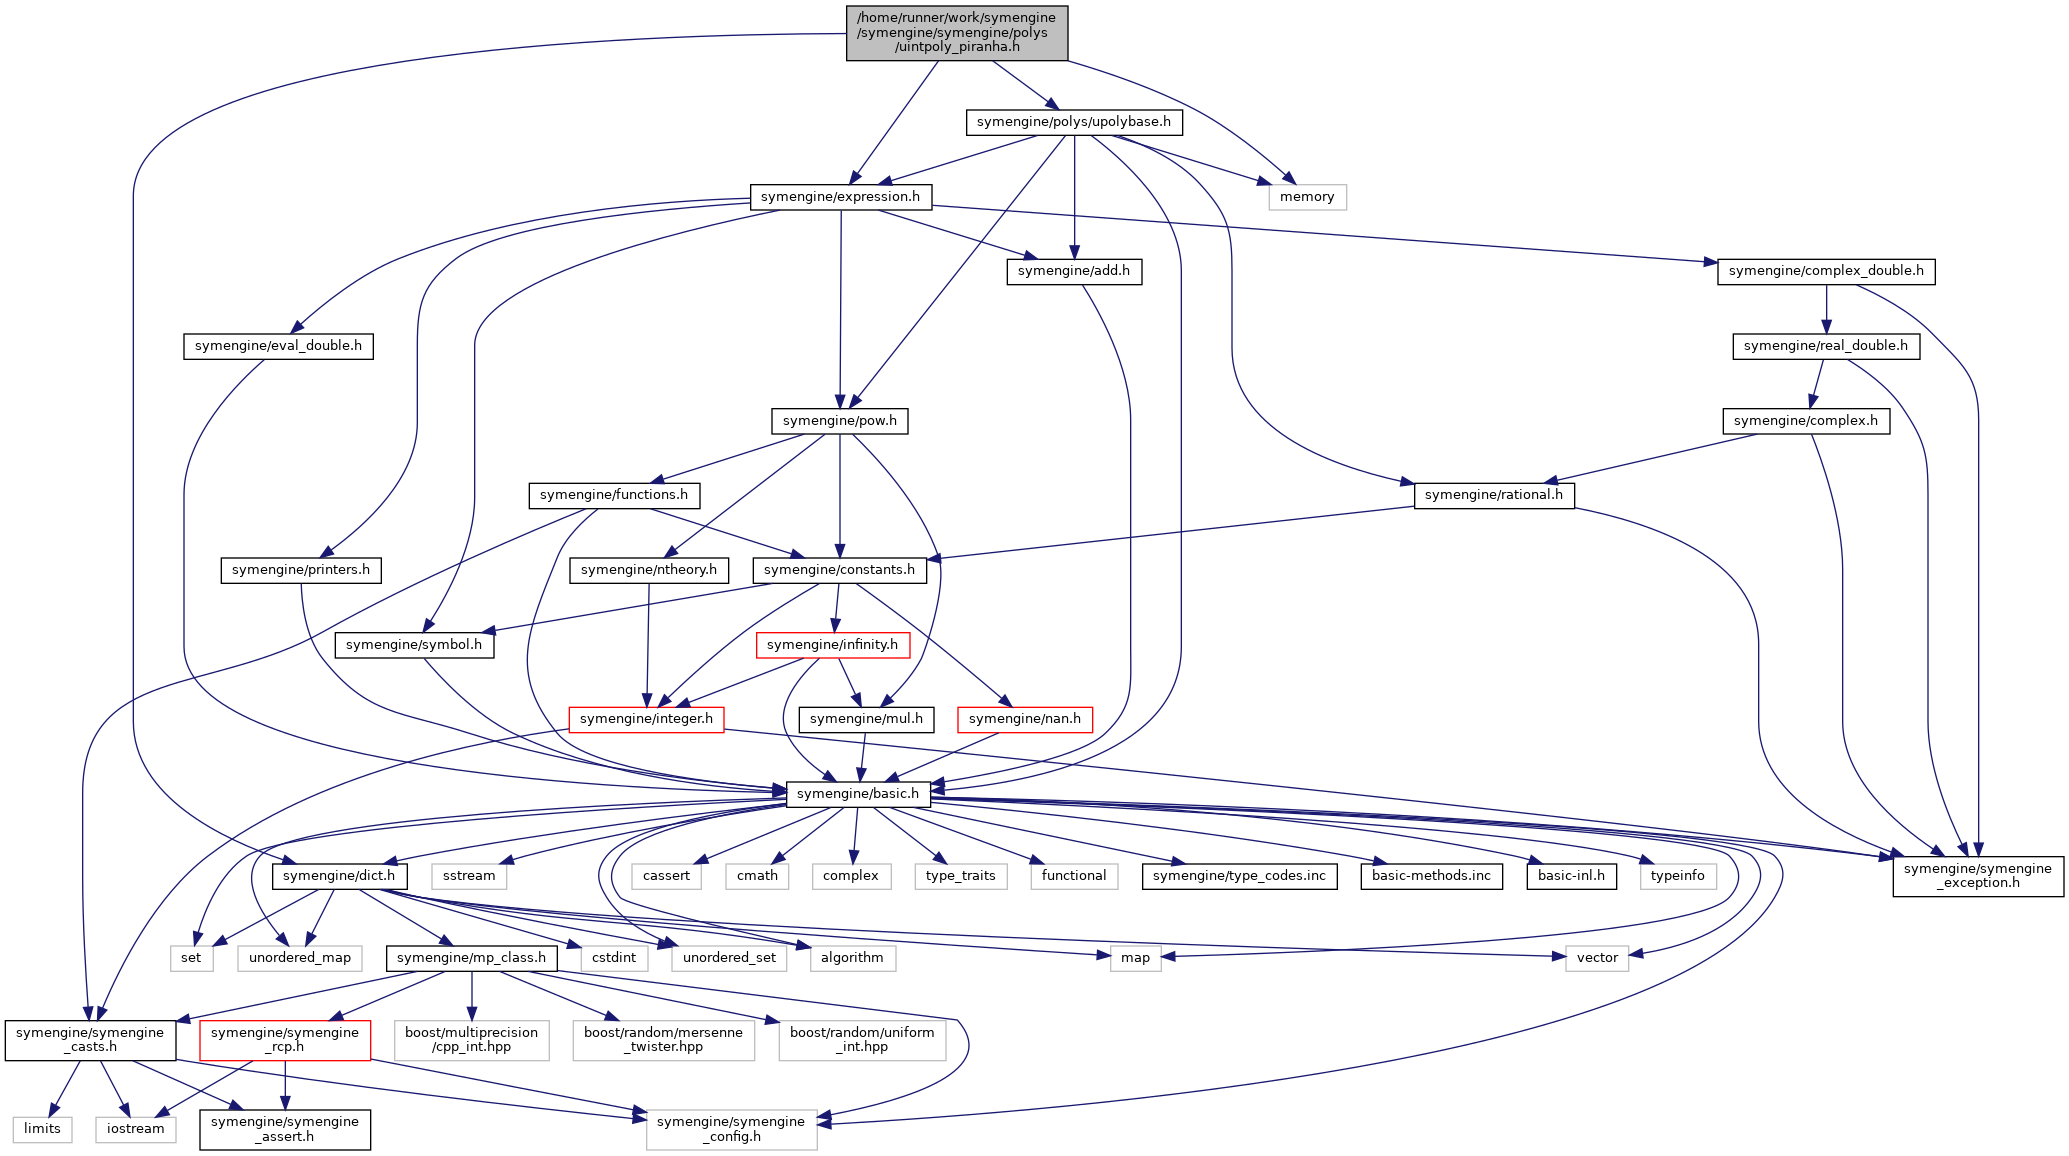 /home/runner/work/symengine
/symengine/symengine/polys
/uintpoly_piranha.h
symengine/polys/upolybase.h
symengine/expression.h
memory
symengine/add.h
symengine/complex_double.h
symengine/eval_double.h
symengine/real_double.h
symengine/pow.h
symengine/complex.h
symengine/functions.h
symengine/rational.h
symengine/printers.h
symengine/ntheory.h
symengine/constants.h
symengine/symbol.h
symengine/infinity.h
symengine/integer.h
symengine/mul.h
symengine/nan.h
symengine/basic.h
symengine/dict.h
sstream
cassert
cmath
complex
type_traits
functional
symengine/type_codes.inc
basic-methods.inc
basic-inl.h
typeinfo
symengine/symengine
_exception.h
set
unordered_map
symengine/mp_class.h
cstdint
unordered_set
algorithm
map
vector
symengine/symengine
_casts.h
symengine/symengine
_rcp.h
boost/multiprecision
/cpp_int.hpp
boost/random/mersenne
_twister.hpp
boost/random/uniform
_int.hpp
limits
iostream
symengine/symengine
_assert.h
symengine/symengine
_config.h